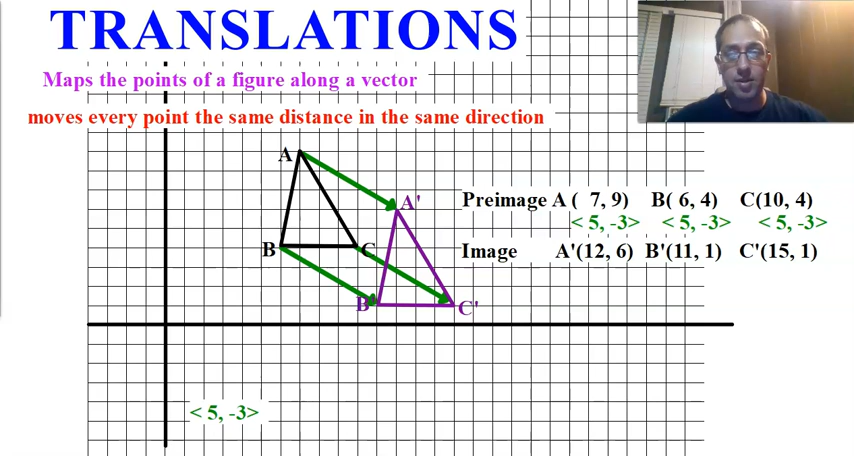 TRANSLATIONS
Maps the points of a figure along a vector
moves every point the same distance in the same direction
A
A'
B
C
B'
C'
Preimage A ( 7, 9) B( 6, 4) C(10, 4)
< 5, -3> < 5, -3> < 5, -3>
Image A'(12, 6) B'(11, 1) C'(15, 1)
< 5, -3>